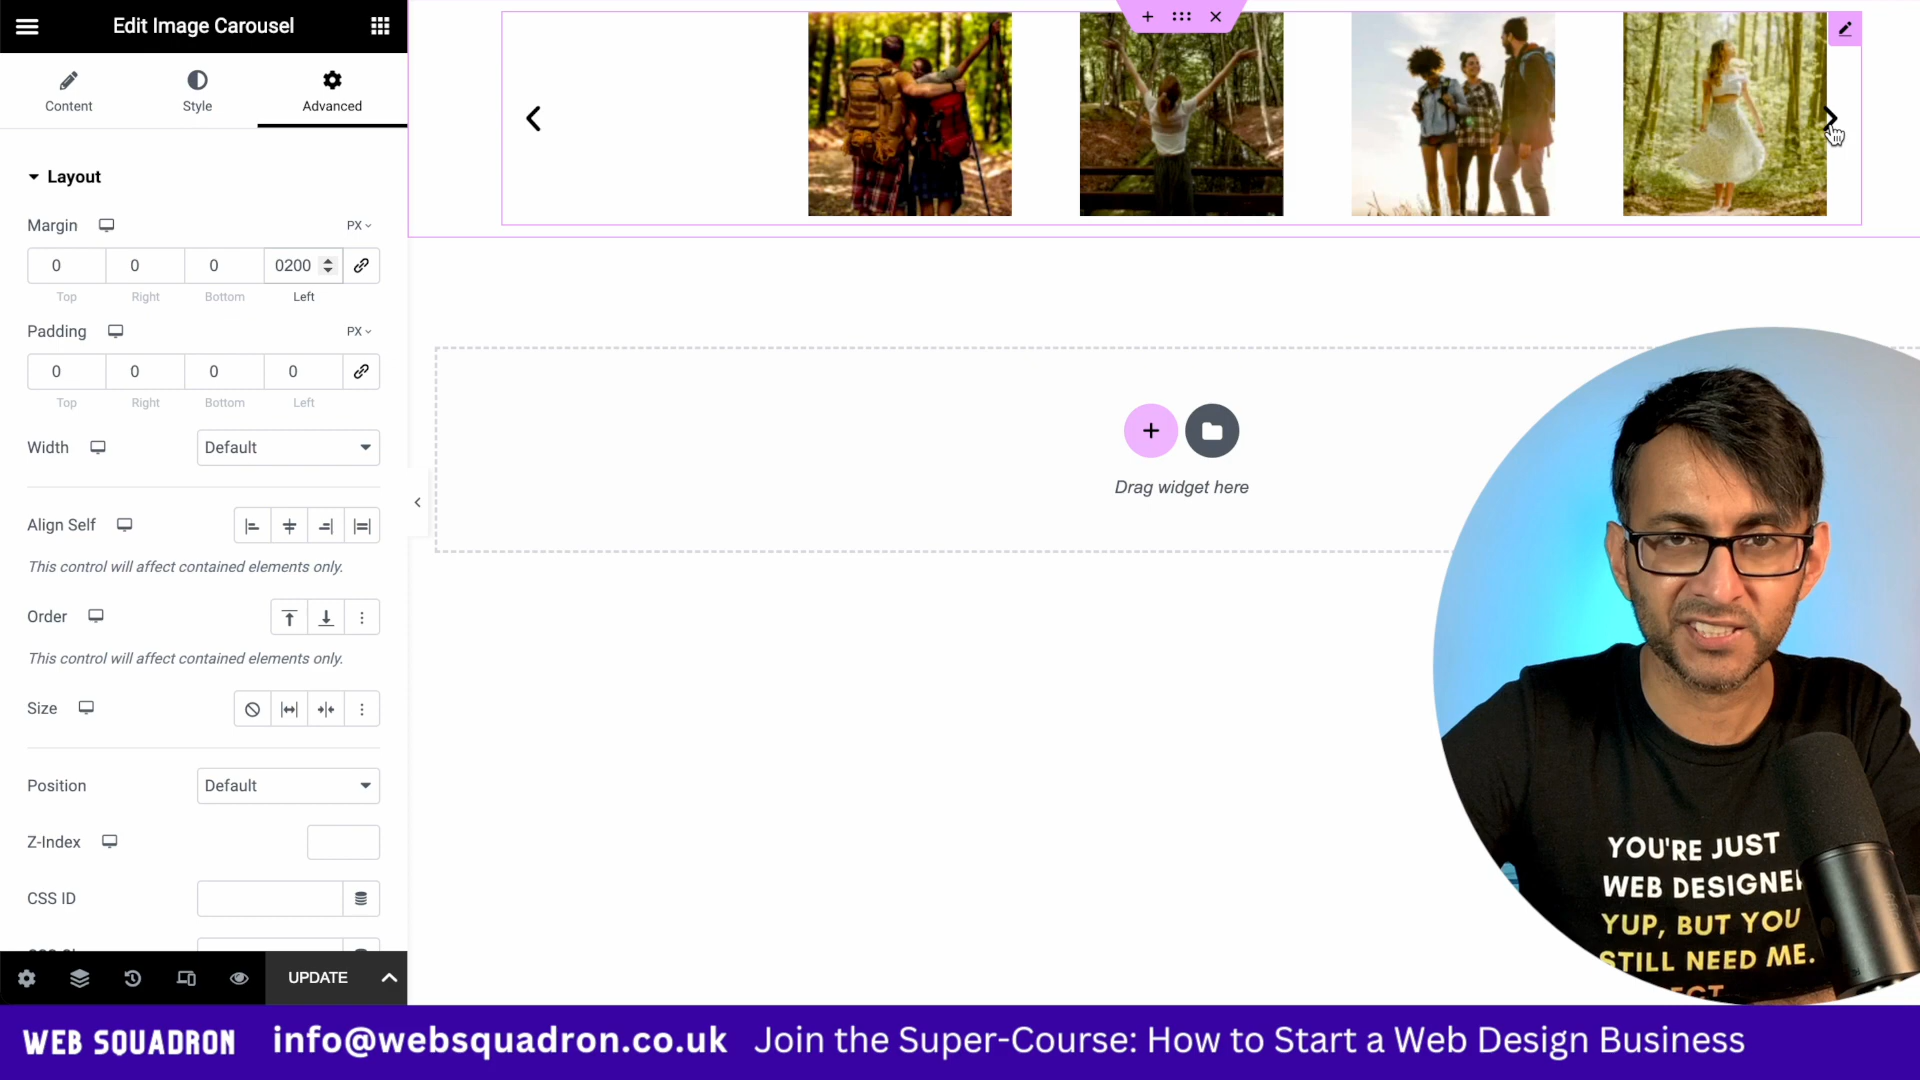 Edit Image Carousel
Content
Style
Advanced
Layout
Margin
PX
0
0
0
0200
Top
Right
Bottom
Left
Padding
PX
0
0
0
0
Top
Right
Bottom
Left
Width
Default
Align Self
This control will affect contained elements only.
Order
This control will affect contained elements only.
Size
Position
Default
Z-Index
CSS ID
UPDATE
Drag widget here
YOU'RE JUST
WEB DESIGNER
YUP, BUT YOU
STILL NEED ME.
WEB SQUADRON
info@websquadron.co.uk
Join the Super-Course: How to Start a Web Design Business